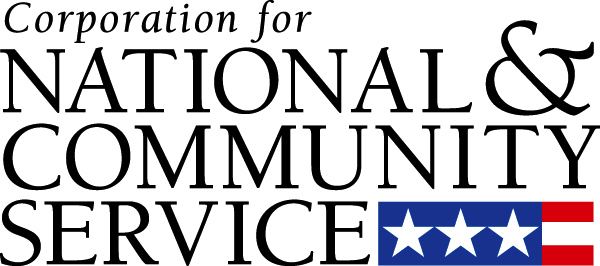 Corporation for
NATIONAL &
COMMUNITY
SERVICE